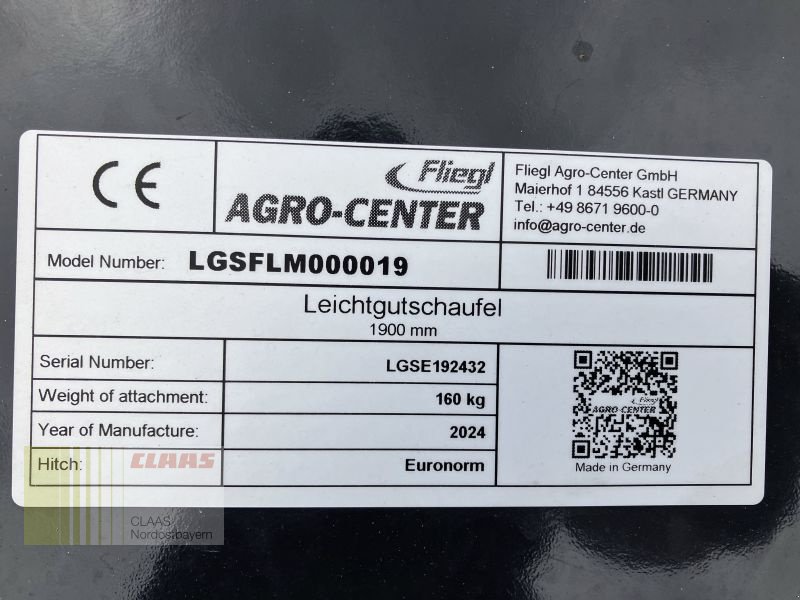 CE
Fliegl
AGRO-CENTER
Fliegl Agro-Center GmbH
Maierhof 1 84556 Kastl GERMANY
Tel.: +49 8671 9600-0
info@agro-center.de
Model Number: LGSFLM000019
Leichtgutschaufel
1900 mm
Serial Number: LGSE192432
Weight of attachment: 160 kg
Year of Manufacture: 2024
Hitch: Euronorm
Fliegl
AGRO-CENTER
Made in Germany
CLAAS
CLAAS
Nordostbayern